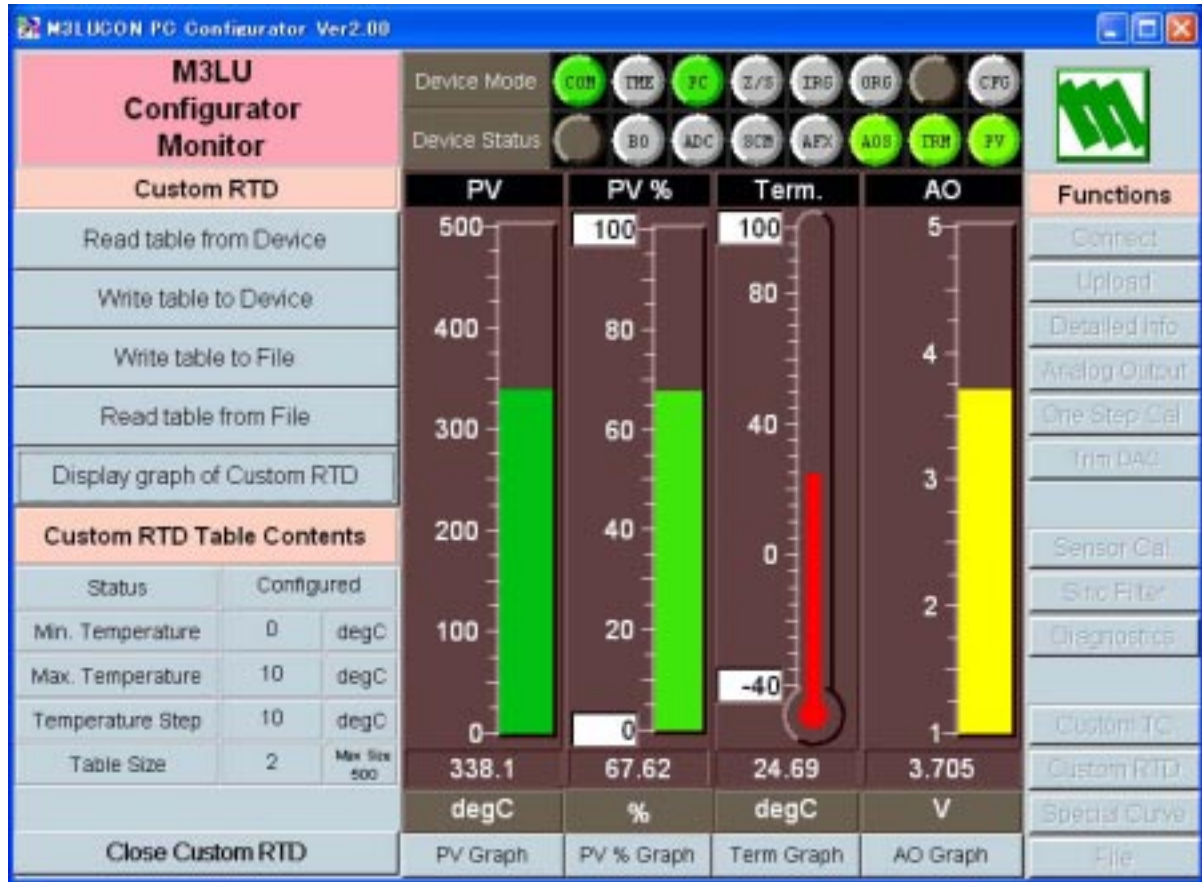 M3LUCON PC Configurator Ver2.00
M3LU
Configurator
Monitor
Device Mode COM TMK PC Z/S IRG ORG CFG
Device Status BO ADC SCM AFX AOS TRM PV
Custom RTD
Read table from Device
Write table to Device
Write table to File
Read table from File
Display graph of Custom RTD
Custom RTD Table Contents
Status Configured
Min. Temperature 0 degC
Max. Temperature 10 degC
Temperature Step 10 degC
Table Size 2 Max Size
500
Close Custom RTD
PV
500
400
300
200
100
0
338.1
degC
PV Graph
PV %
100
80
60
40
20
0
67.62
%
PV % Graph
Term.
100
80
40
0
-40
24.69
degC
Term Graph
AO
5
4
3
2
1
3.705
V
AO Graph
Functions
Connect
Upload
Detailed Info
Analog Output
One Step Cal
Trim DAC
Sensor Cal
Sinc Filter
Diagnostics
Custom TC
Custom RTD
Special Curve
File